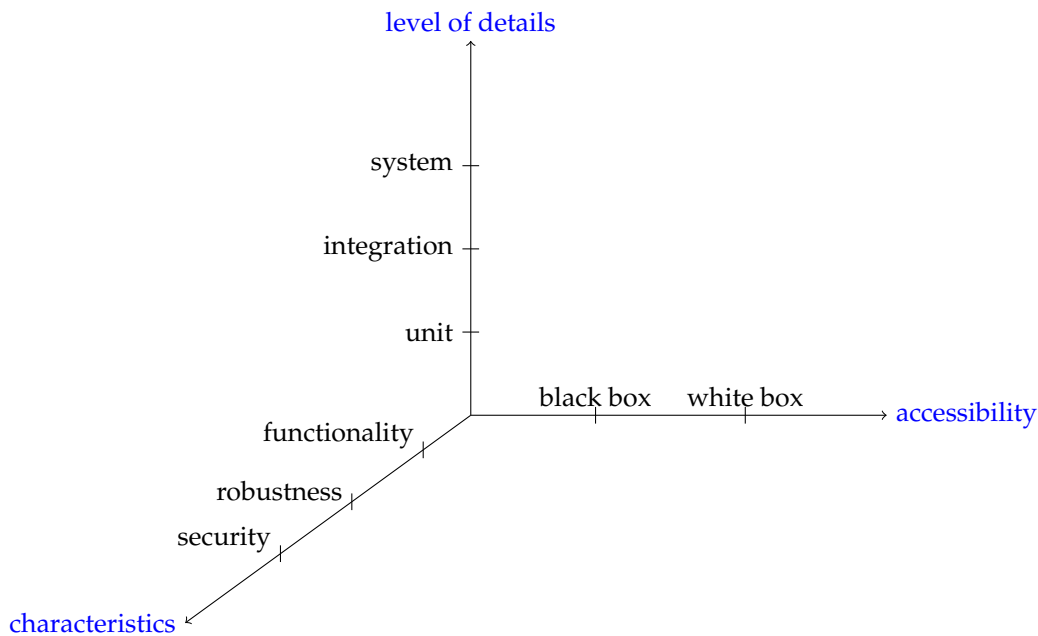 level of details
system
integration
unit
black box
white box
accessibility
functionality
robustness
security
characteristics